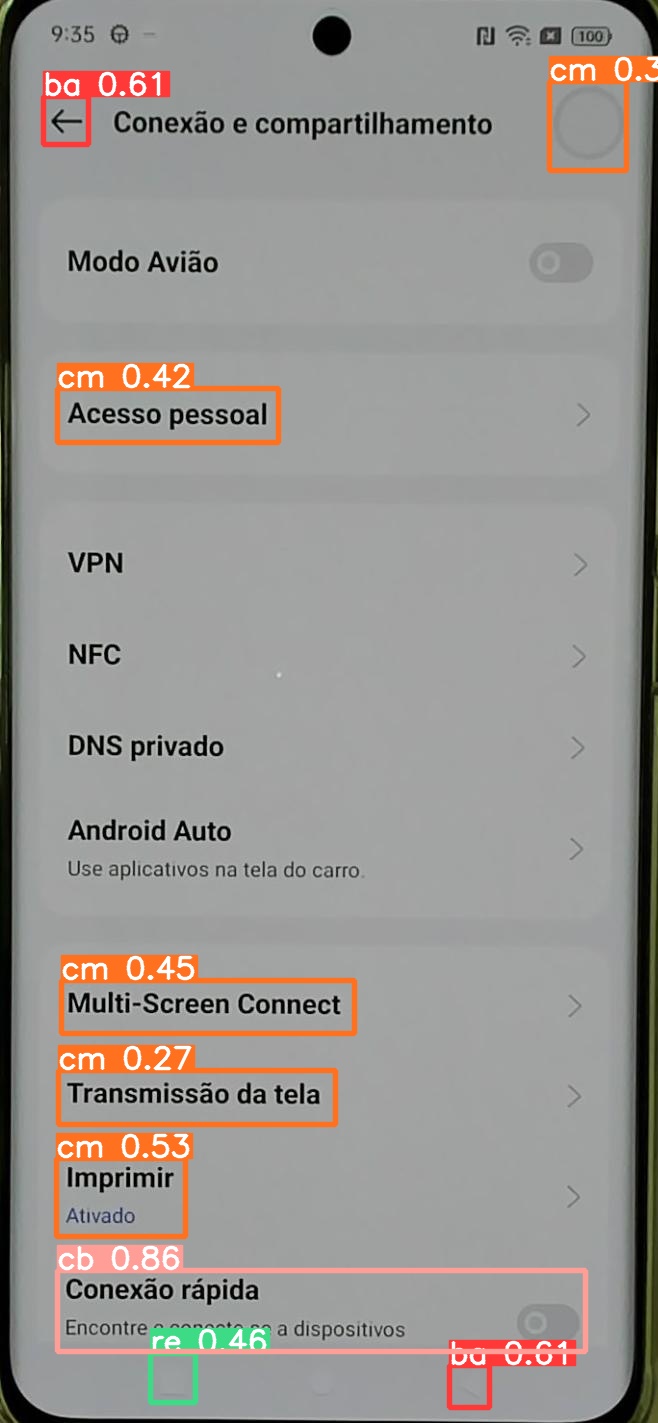 9:35
100
ba 0.61
cm 0.3
Conexão e compartilhamento
Modo Avião
cm 0.42
Acesso pessoal
VPN
NFC
DNS privado
Android Auto
Use aplicativos na tela do carro.
cm 0.45
Multi-Screen Connect
cm 0.27
Transmissão da tela
cm 0.53
Imprimir
Ativado
cb 0.86
Conexão rápida
Encontre e conecte-se a dispositivos
re 0.46
ba 0.61